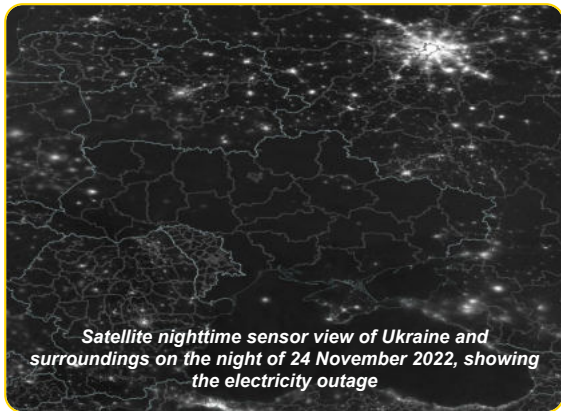 Satellite nighttime sensor view of Ukraine and
surroundings on the night of 24 November 2022, showing
the electricity outage